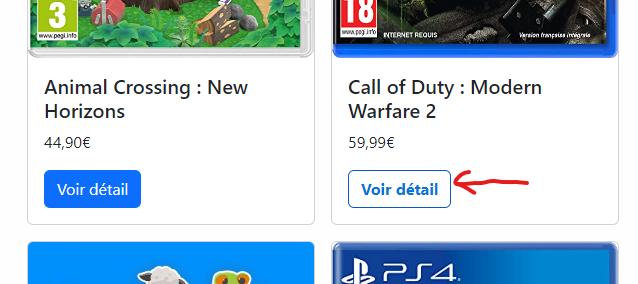 3
www.pegi.info
18
www.pegi.info
INTERNET REQUIS
Version française intégrale
Animal Crossing : New
Horizons
44,90€
Voir détail
Call of Duty : Modern
Warfare 2
59,99€
Voir détail
PS4